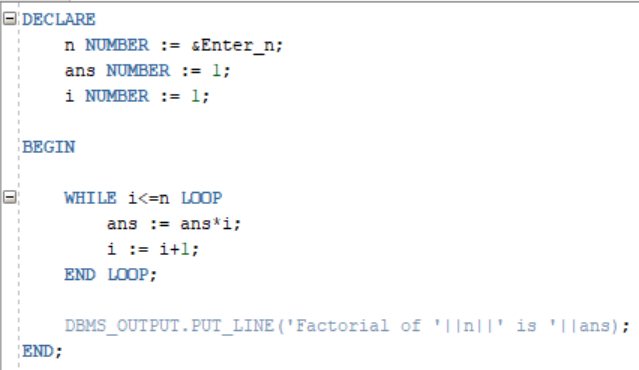 DECLARE
n NUMBER := &Enter_n;
ans NUMBER := 1;
i NUMBER := 1;
BEGIN
WHILE i<=n LOOP
ans := ans*i;
i := i+1;
END LOOP;
DBMS_OUTPUT.PUT_LINE('Factorial of '||n||' is '||ans);
END;